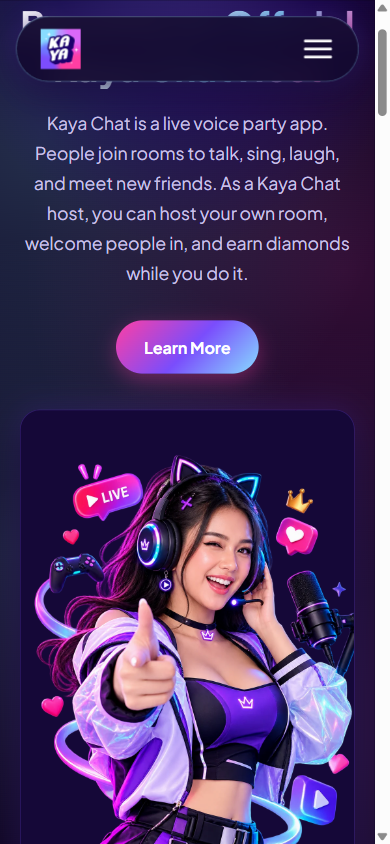 KAYA
Kaya Chat is a live voice party app.
People join rooms to talk, sing, laugh,
and meet new friends. As a Kaya Chat
host, you can host your own room,
welcome people in, and earn diamonds
while you do it.
Learn More
LIVE